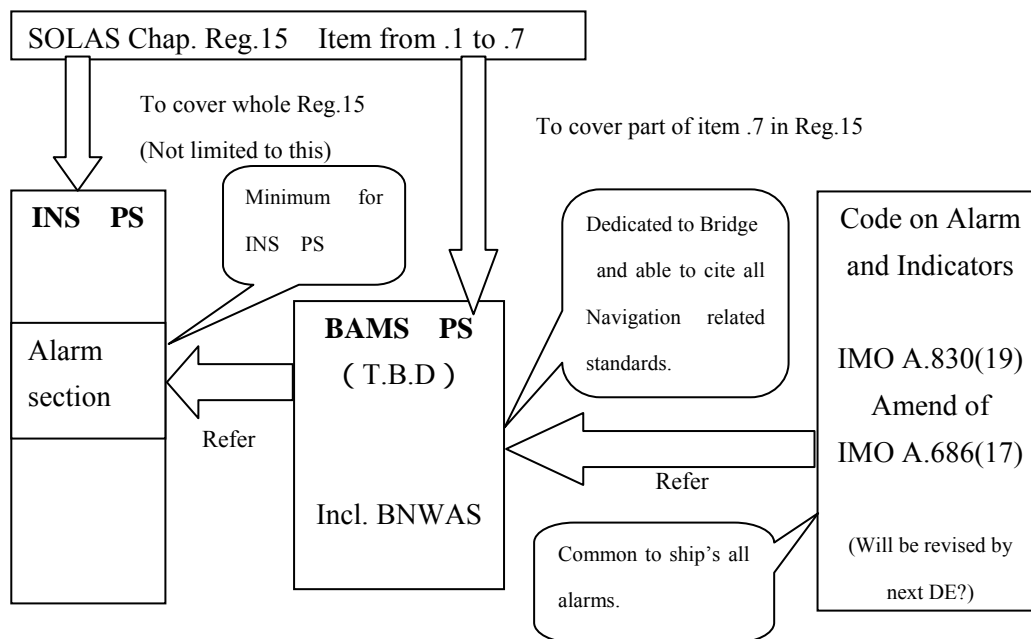 SOLAS Chap. Reg.15 Item from .1 to .7
To cover whole Reg.15
(Not limited to this)
To cover part of item .7 in Reg.15
INS PS
Alarm
section
Minimum for
INS PS
Refer
BAMS PS
( T.B.D )
Incl. BNWAS
Dedicated to Bridge
and able to cite all
Navigation related
standards.
Refer
Common to ship's all
alarms.
Code on Alarm
and Indicators
IMO A.830(19)
Amend of
IMO A.686(17)
(Will be revised by
next DE?)